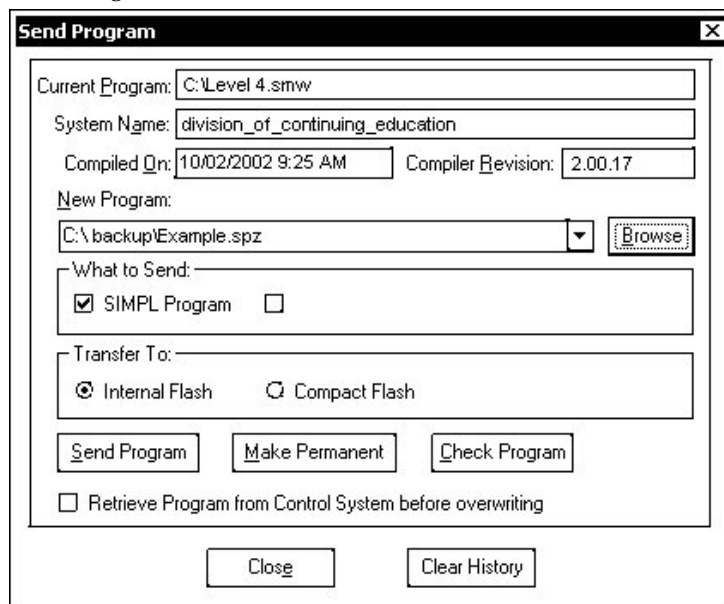 Send Program
Current Program: C:\Level 4.smw
System Name: division_of_continuing_education
Compiled On: 10/02/2002 9:25 AM Compiler Revision: 2.00.17
New Program:
C:\ backup\Example.spz Browse
What to Send:
SIMPL Program
Transfer To:
Internal Flash Compact Flash
Send Program Make Permanent Check Program
Retrieve Program from Control System before overwriting
Close Clear History